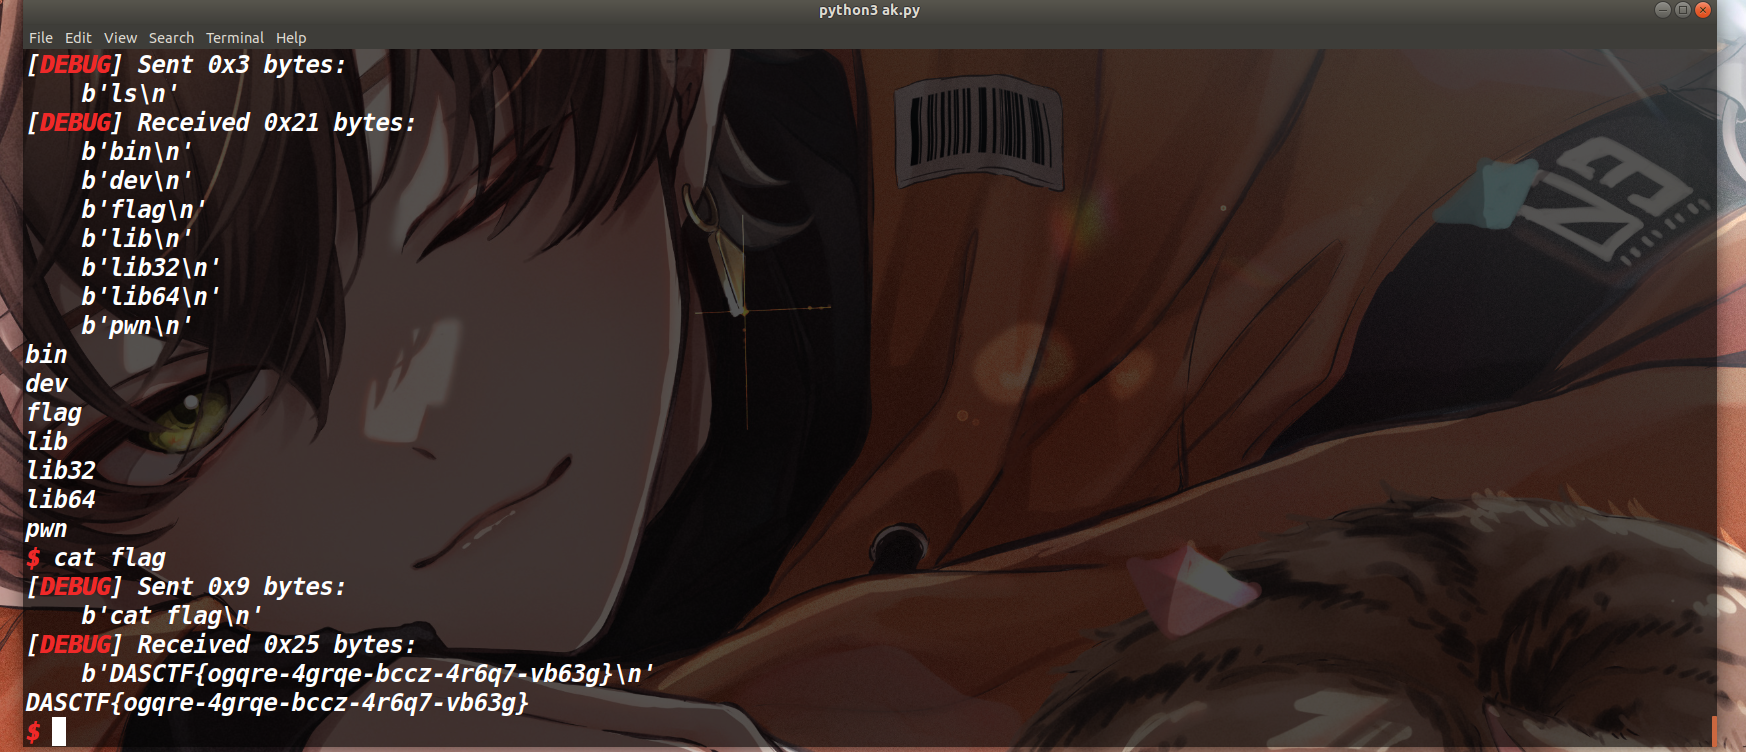 python3 ak.py
File Edit View Search Terminal Help
[DEBUG] Sent 0x3 bytes:
    b'ls\n'
[DEBUG] Received 0x21 bytes:
    b'bin\n'
    b'dev\n'
    b'flag\n'
    b'lib\n'
    b'lib32\n'
    b'lib64\n'
    b'pwn\n'
bin
dev
flag
lib
lib32
lib64
pwn
$ cat flag
[DEBUG] Sent 0x9 bytes:
    b'cat flag\n'
[DEBUG] Received 0x25 bytes:
    b'DASCTF{ogqre-4grqe-bccz-4r6q7-vb63g}\n'
DASCTF{ogqre-4grqe-bccz-4r6q7-vb63g}
$